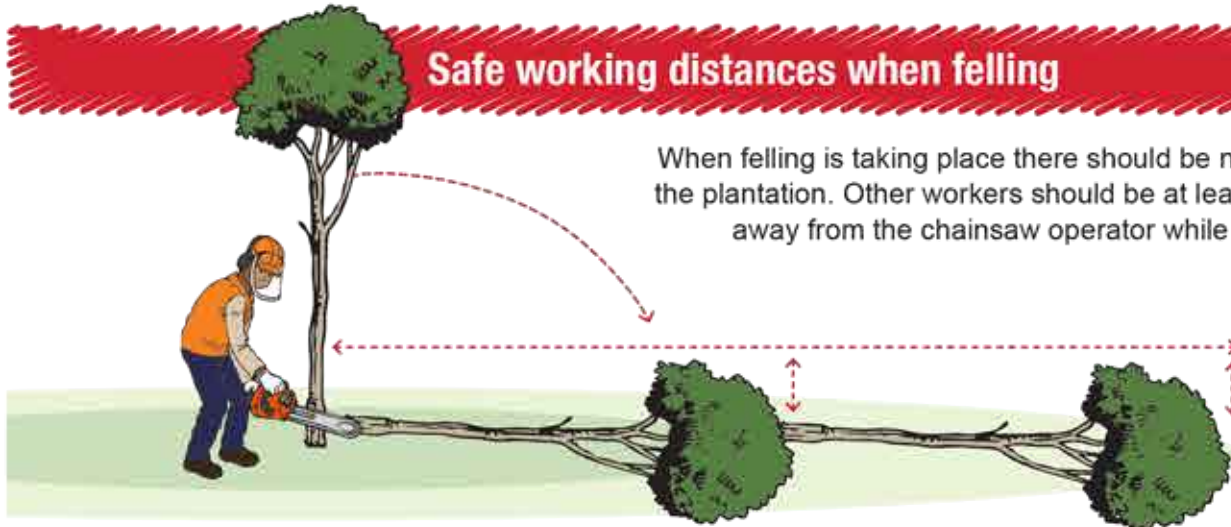 Safe working distances when felling
When felling is taking place there should be
the plantation. Other workers should be at
away from the chainsaw operator while